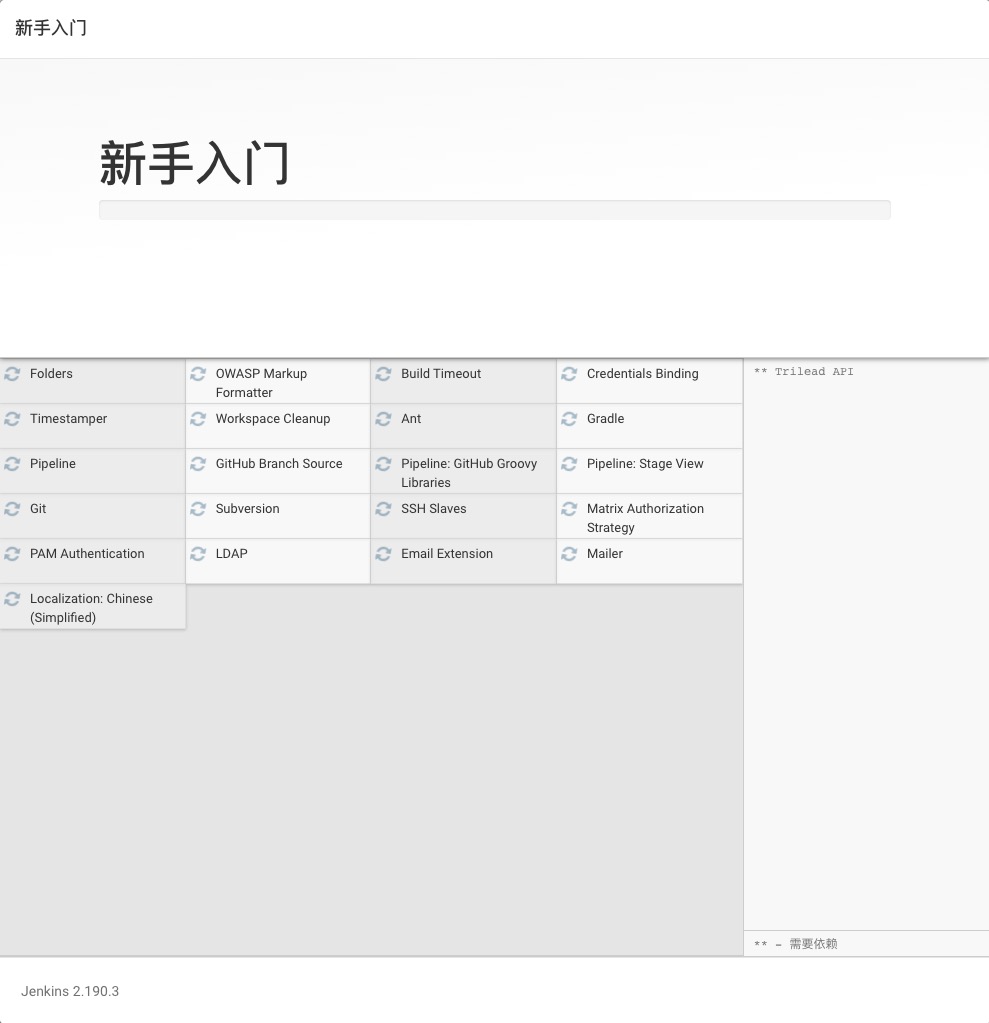 新手入门
新手入门
Folders
OWASP Markup
Formatter
Build Timeout
Credentials Binding
** Trilead API
Timestamper
Workspace Cleanup
Ant
Gradle
Pipeline
GitHub Branch Source
Pipeline: GitHub Groovy
Libraries
Pipeline: Stage View
Git
Subversion
SSH Slaves
Matrix Authorization
Strategy
PAM Authentication
LDAP
Email Extension
Mailer
Localization: Chinese
(Simplified)
** - 需要依赖
Jenkins 2.190.3